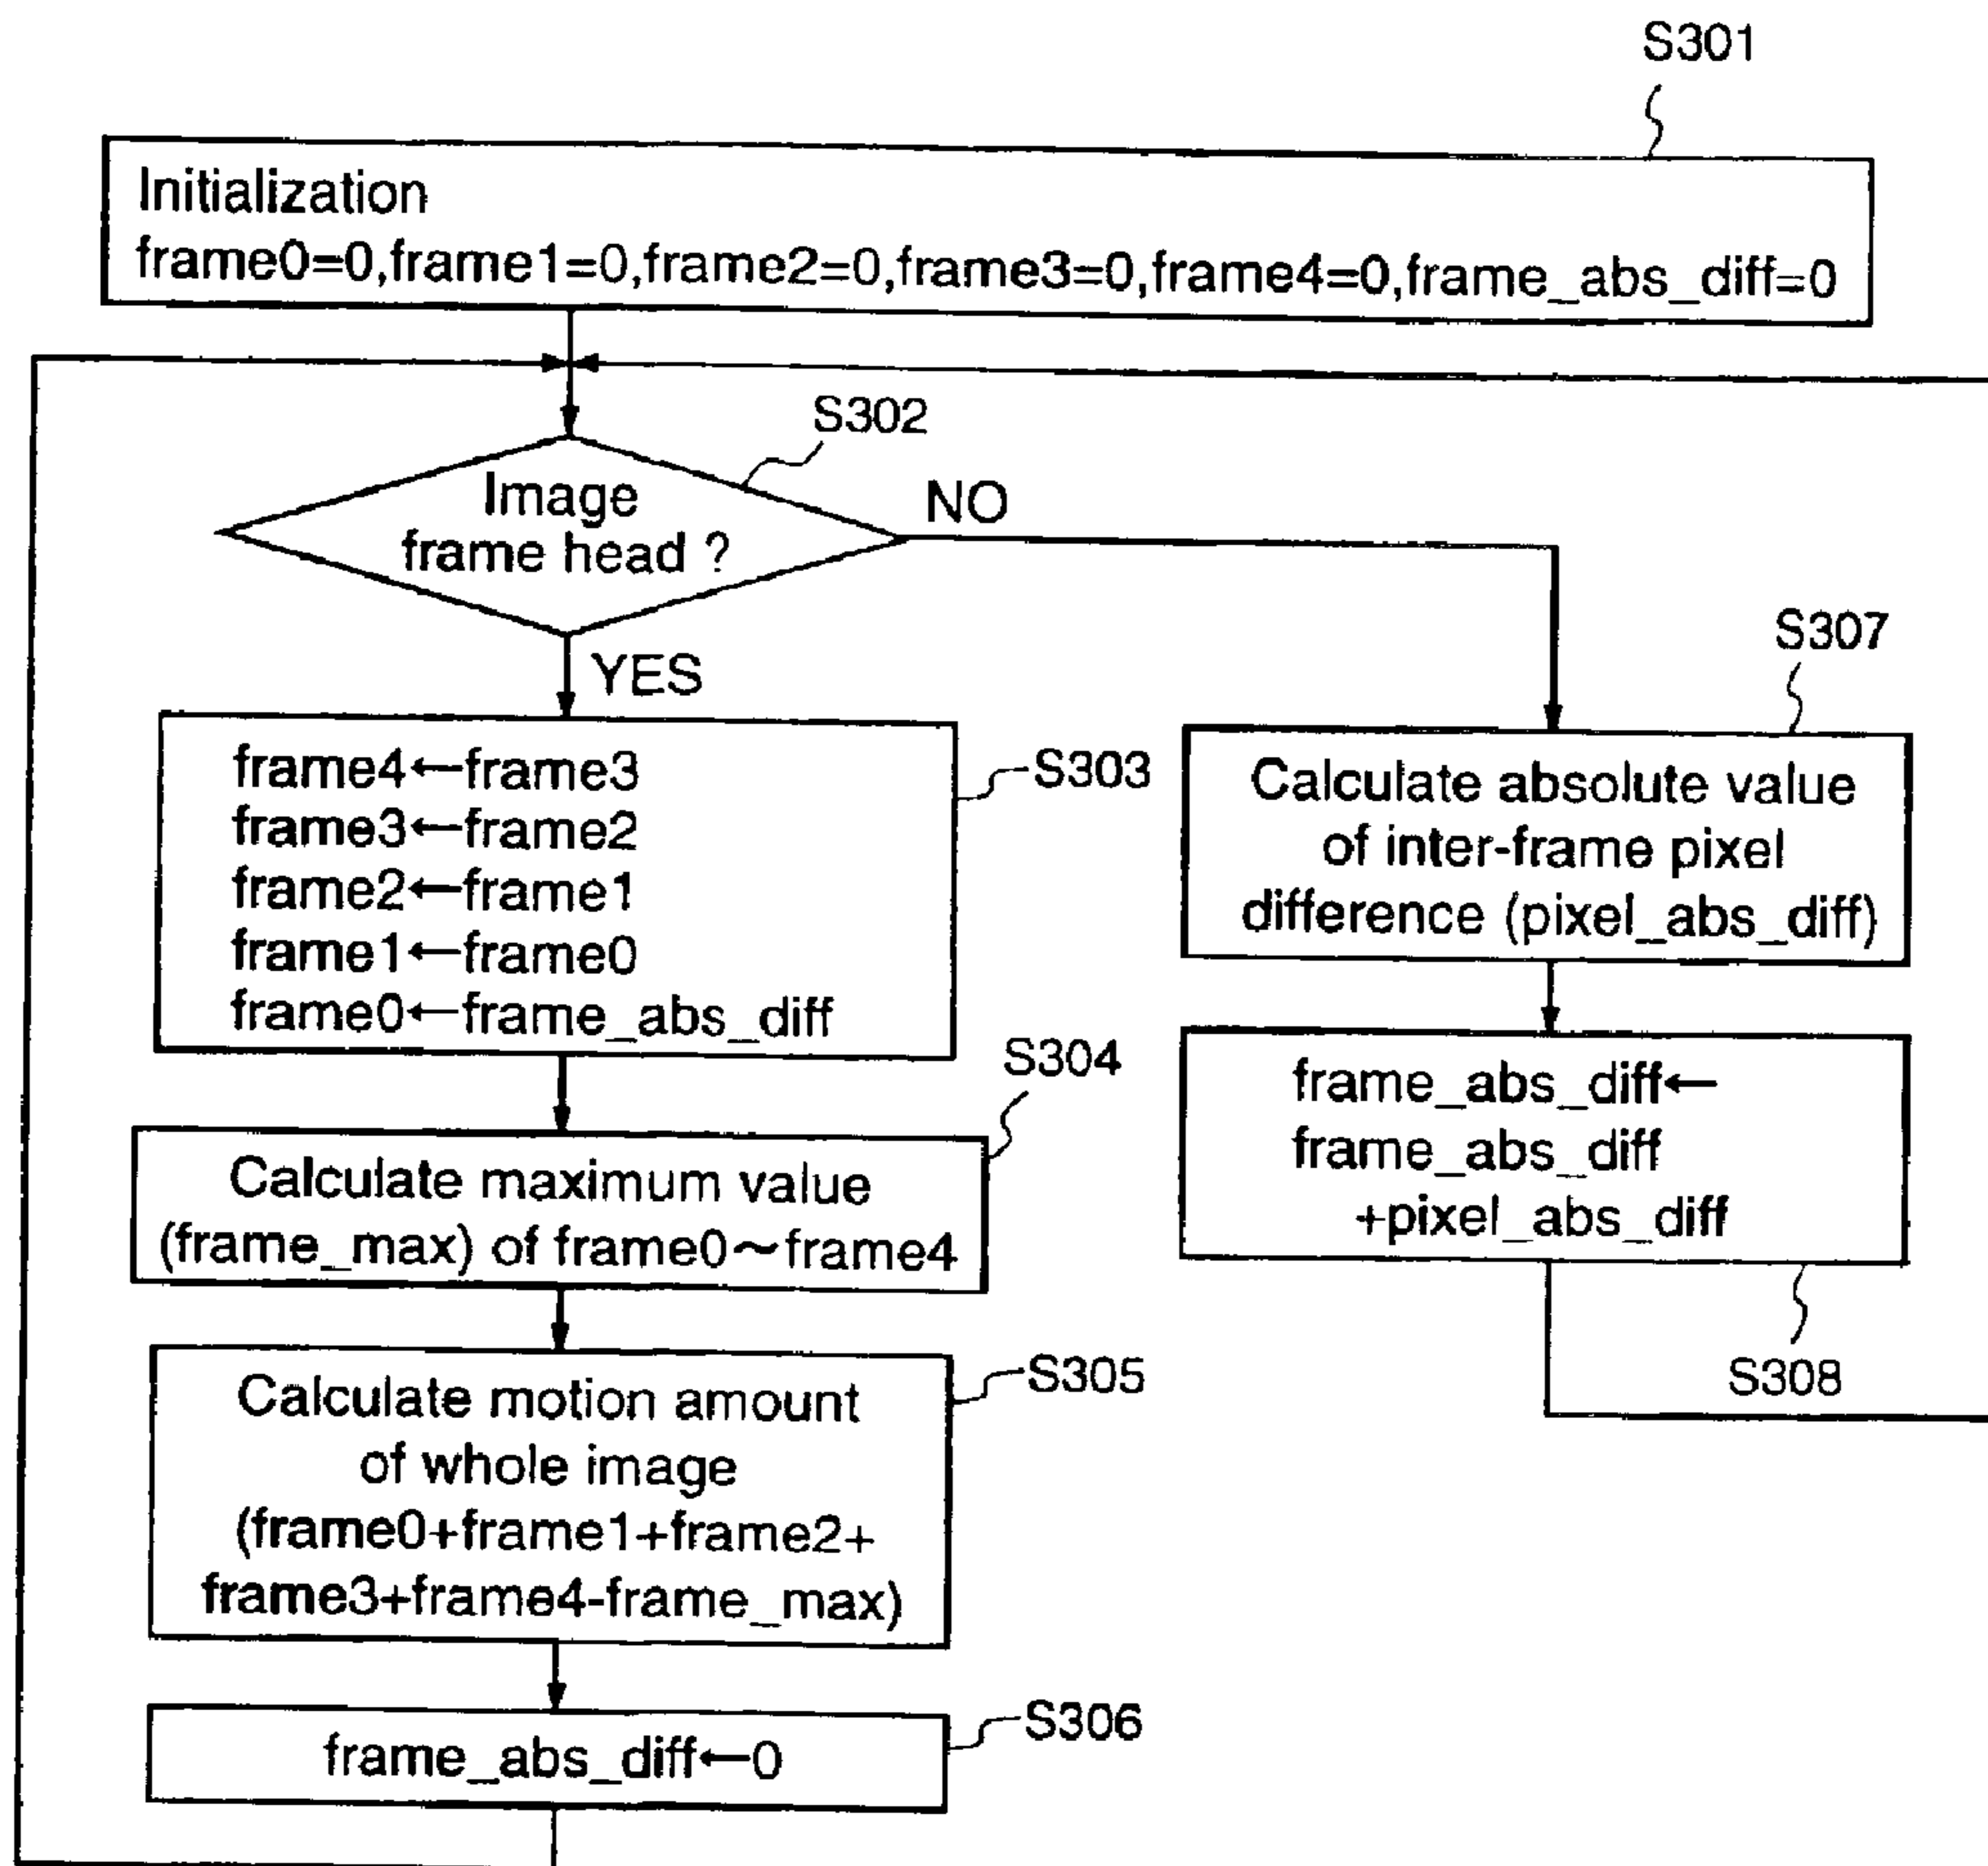 S301
Initialization
frame0=0,frame1=0,frame2=0,frame3=0,frame4=0,frame_abs_diff=0
S302
Image
frame head ?
NO
YES
S303
frame4←frame3
frame3←frame2
frame2←frame1
frame1←frame0
frame0←frame_abs_diff
S304
Calculate maximum value
(frame_max) of frame0~frame4
S305
Calculate motion amount
of whole image
(frame0+frame1+frame2+
frame3+frame4-frame_max)
S306
frame_abs_diff←0
S307
Calculate absolute value
of inter-frame pixel
difference (pixel_abs_diff)
frame_abs_diff←
frame_abs_diff
+pixel_abs_diff
S308